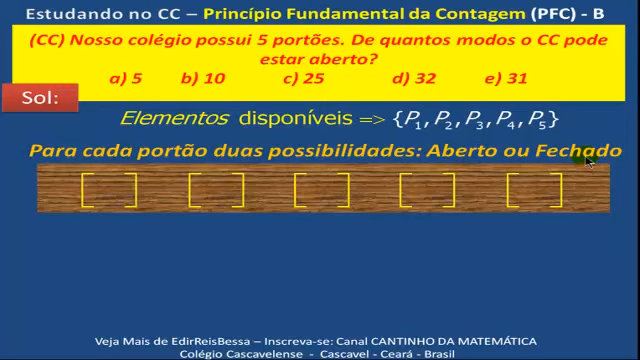 Estudando no CC – Princípio Fundamental da Contagem (PFC) - B
(CC) Nosso colégio possui 5 portões. De quantos modos o CC pode
estar aberto?
a) 5 b) 10 c) 25 d) 32 e) 31
Sol:
Elementos disponíveis => {P1, P2, P3, P4, P5}
Para cada portão duas possibilidades: Aberto ou Fechado
[ ] [ ] [ ] [ ] [ ]
Veja Mais de EdirReisBessa – Inscreva-se: Canal CANTINHO DA MATEMÁTICA
Colégio Cascavelense - Cascavel – Ceará - Brasil